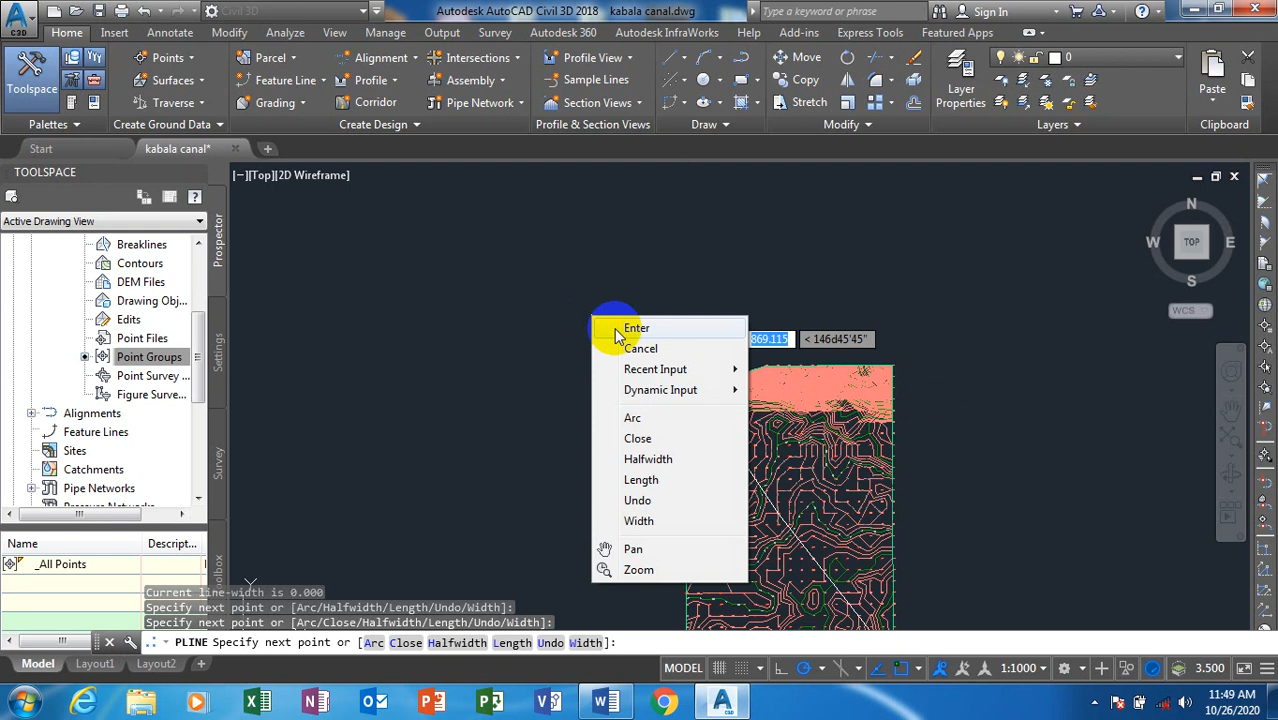 Civil 3D
Autodesk AutoCAD Civil 3D 2018 kabala canal.dwg
Type a keyword or phrase
Sign In
C3D
Home Insert Annotate Modify Analyze View Manage Output Survey Autodesk 360 Autodesk InfraWorks Help Add-ins Express Tools Featured Apps
Toolspace
Points
Surfaces
Traverse
Parcel
Feature Line
Grading
Alignment
Profile
Corridor
Intersections
Assembly
Pipe Network
Profile View
Sample Lines
Section Views
Move
Copy
Stretch
Layer
Properties
0
Paste
Palettes Create Ground Data Create Design Profile & Section Views Draw Modify Layers Clipboard
Start kabala canal*
TOOLSPACE
[−][Top][2D Wireframe]
Active Drawing View
Prospector
Settings
Survey
olbox
Breaklines
Contours
DEM Files
Drawing Obj...
Edits
Point Files
Point Groups
Point Survey ...
Figure Surve...
Alignments
Feature Lines
Sites
Catchments
Pipe Networks
Name Descript...
_All Points
N
W TOP E
S
WCS
Enter
Cancel
Recent Input
Dynamic Input
Arc
Close
Halfwidth
Length
Undo
Width
Pan
Zoom
869.115 < 146d45'45"
Current line-width is 0.000
Specify next point or [Arc/Halfwidth/Length/Undo/Width]:
Specify next point or [Arc/Close/Halfwidth/Length/Undo/Width]:
PLINE Specify next point or [Arc Close Halfwidth Length Undo Width]:
Model Layout1 Layout2 +
MODEL 1:1000 3.500
11:49 AM
10/26/2020